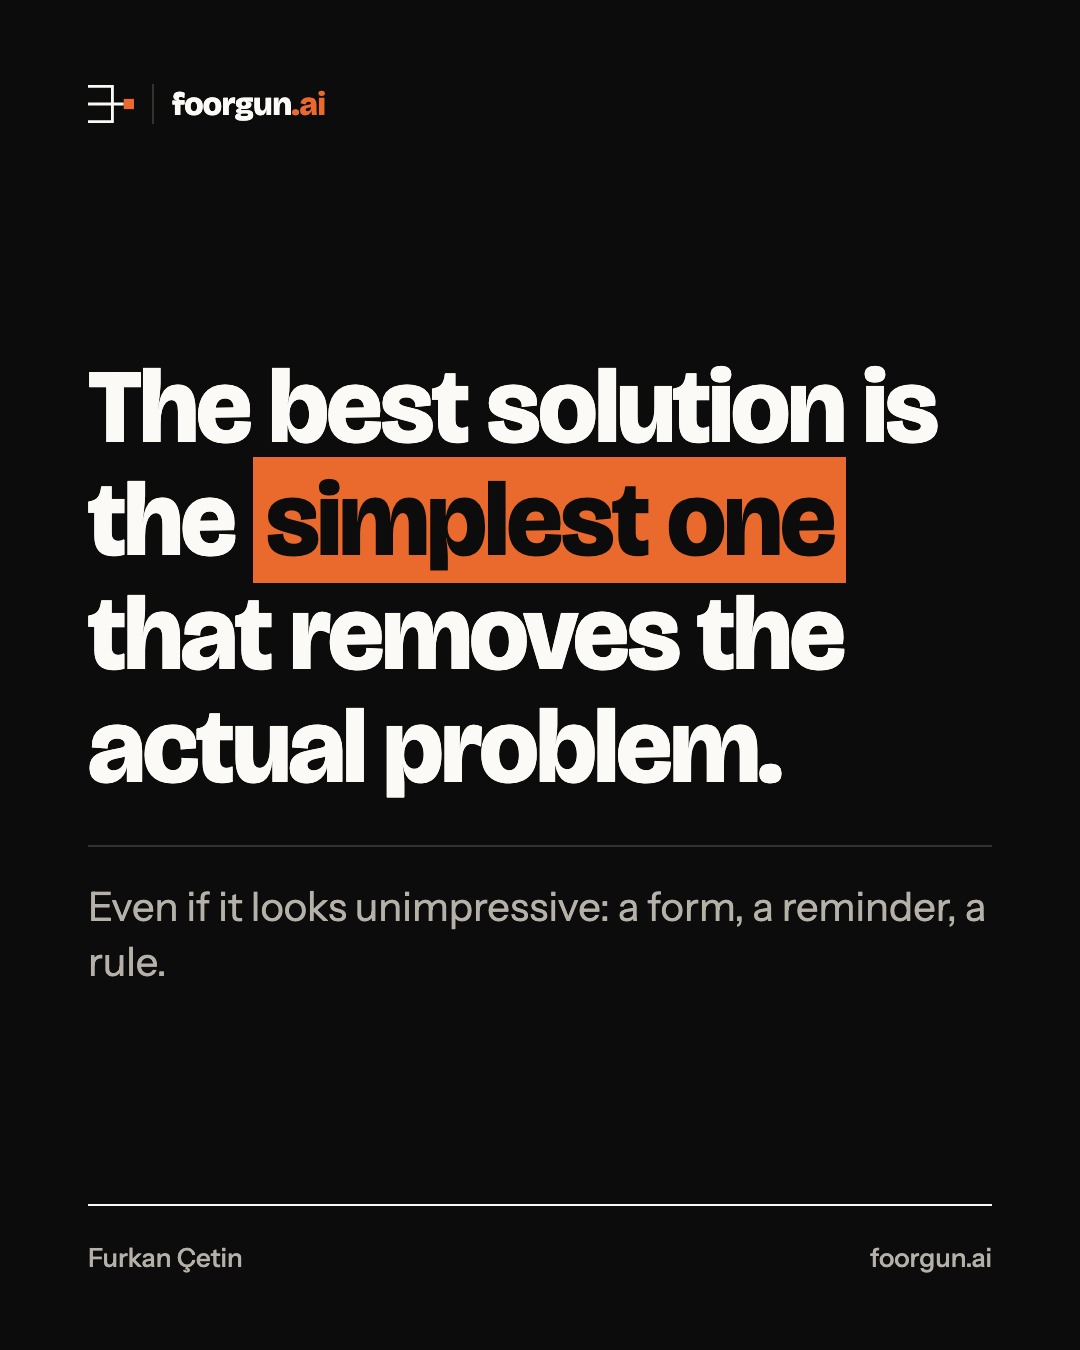 foorgun.ai
The best solution is
the simplest one
that removes the
actual problem.
Even if it looks unimpressive: a form, a reminder, a
rule.
Furkan Çetin
foorgun.ai